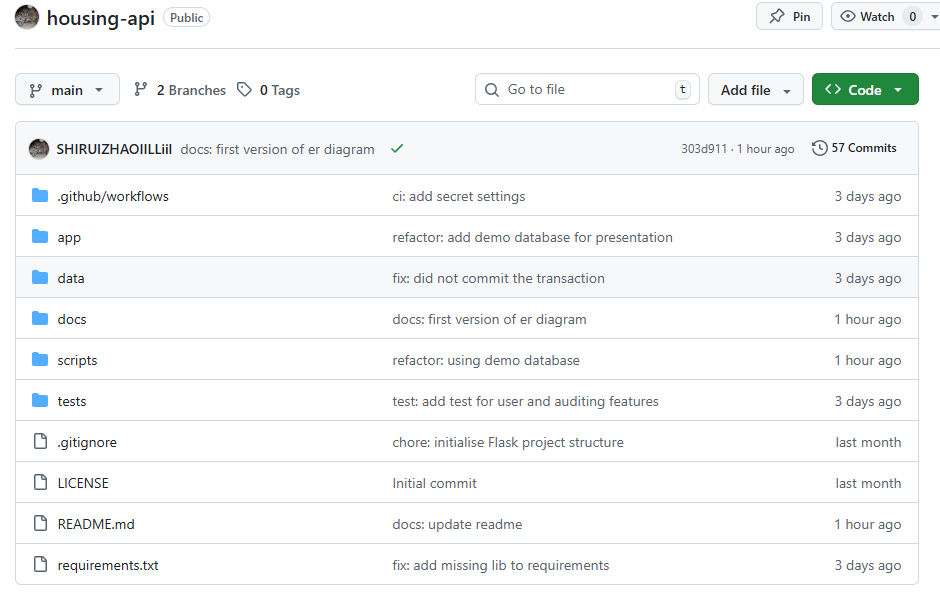 housing-api Public Pin Watch 0
main 2 Branches 0 Tags Go to file t Add file Code
SHIRUIZHAOIILLiil docs: first version of er diagram 303d911 · 1 hour ago 57 Commits
.github/workflows ci: add secret settings 3 days ago
app refactor: add demo database for presentation 3 days ago
data fix: did not commit the transaction 3 days ago
docs docs: first version of er diagram 1 hour ago
scripts refactor: using demo database 1 hour ago
tests test: add test for user and auditing features 3 days ago
.gitignore chore: initialise Flask project structure last month
LICENSE Initial commit last month
README.md docs: update readme 1 hour ago
requirements.txt fix: add missing lib to requirements 3 days ago